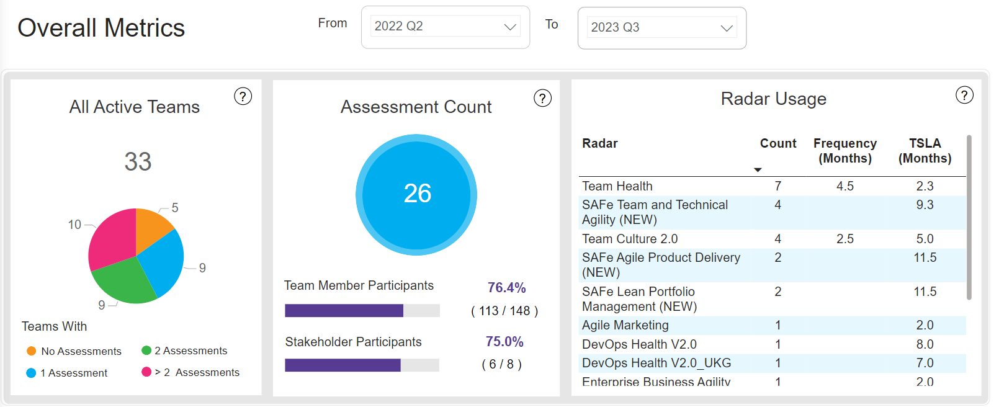 Overall Metrics
From
2022 Q2
To
2023 Q3
All Active Teams
?
33
5
10
9
9
Teams With
No Assessments
2 Assessments
1 Assessment
> 2 Assessments
Assessment Count
?
26
Team Member Participants
76.4%
( 113 / 148 )
Stakeholder Participants
75.0%
( 6 / 8 )
Radar Usage
?
Radar Count Frequency TSLA
(Months) (Months)
Team Health 7 4.5 2.3
SAFe Team and Technical 4 9.3
Agility (NEW)
Team Culture 2.0 4 2.5 5.0
SAFe Agile Product Delivery 2 11.5
(NEW)
SAFe Lean Portfolio 2 11.5
Management (NEW)
Agile Marketing 1 2.0
DevOps Health V2.0 1 8.0
DevOps Health V2.0_UKG 1 7.0
Enterprise Business Agility 1 2.0